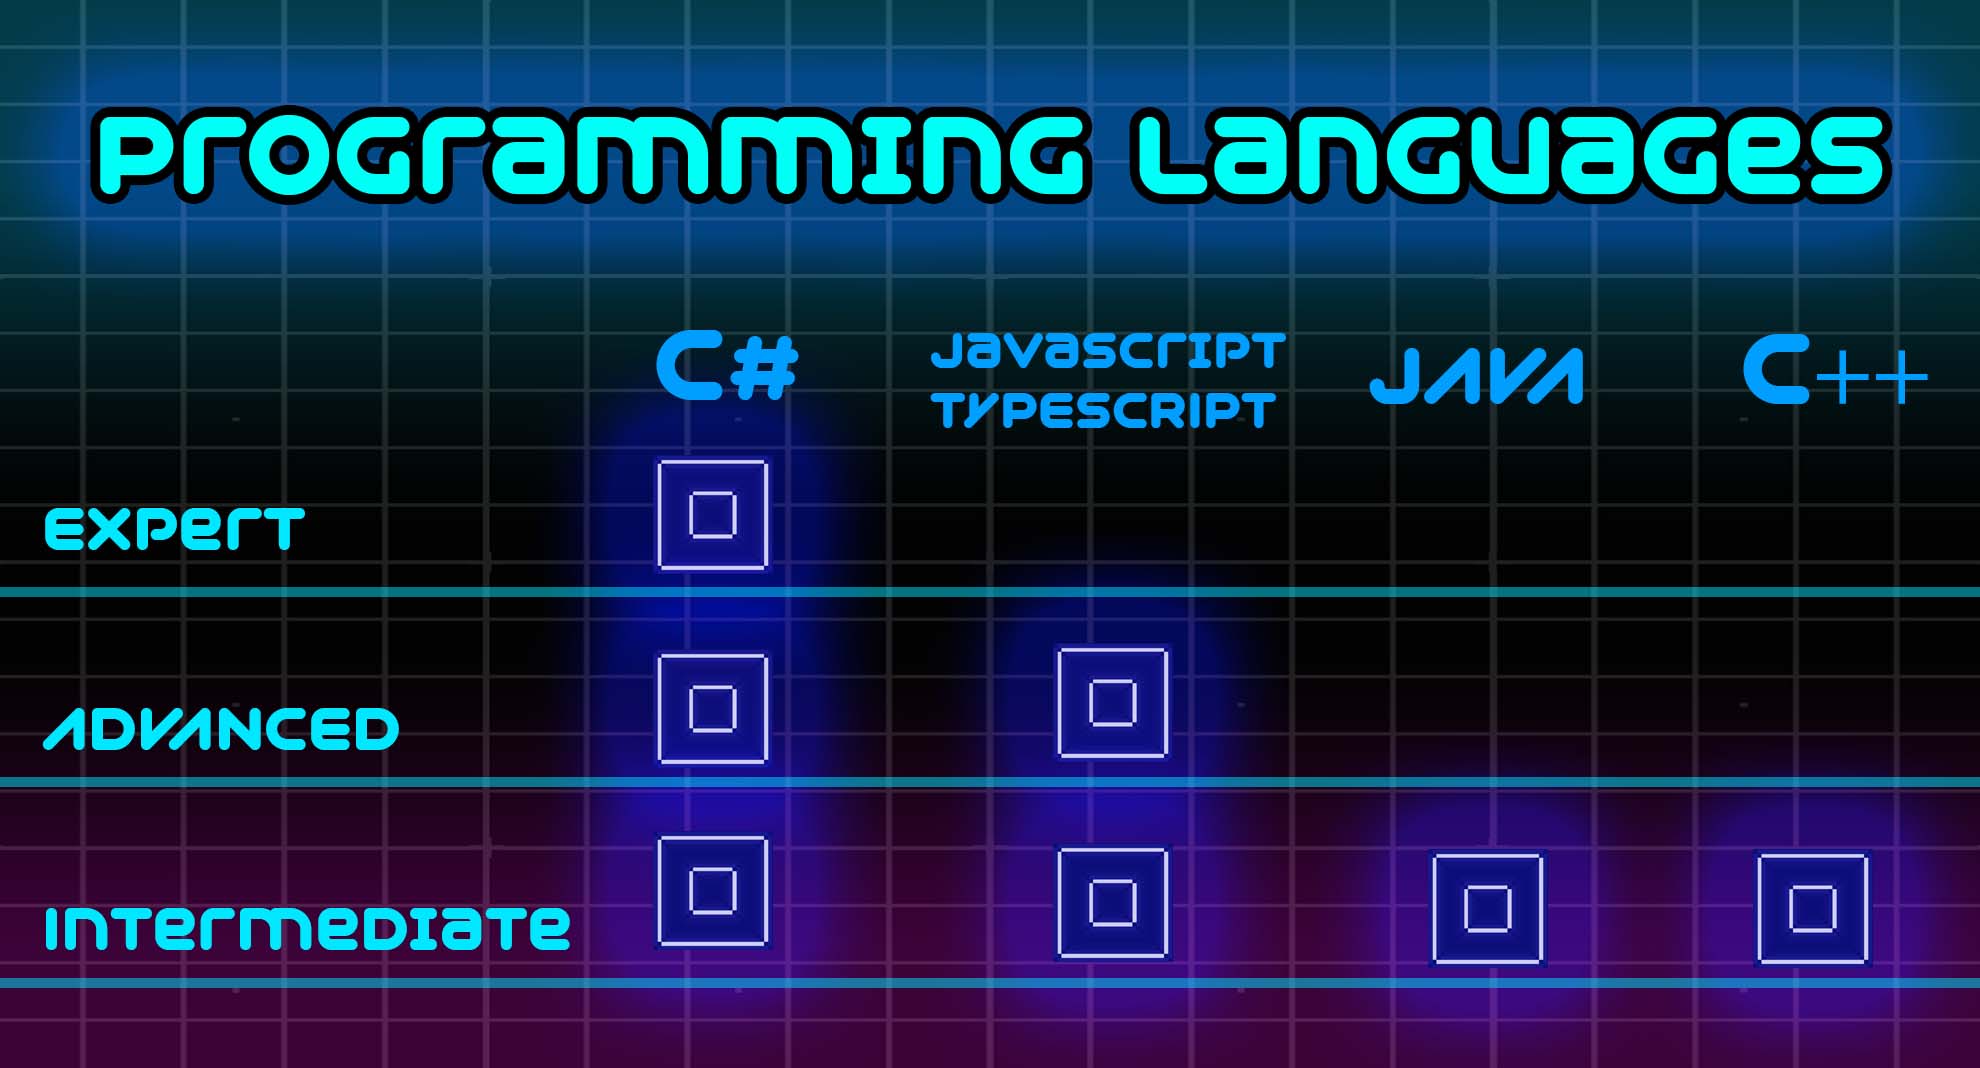 Programming Languages
C#
JavaScript
TypeScript
JAVA
C++
Expert
ADVANCED
Intermediate